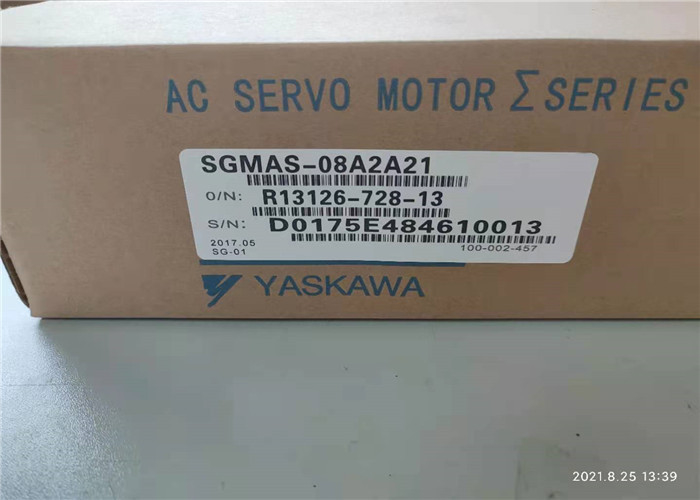 AC SERVO MOTOR Σ SERIES
SGMAS-08A2A21
O/N: R13126-728-13
S/N: D0175E484610013
2017.05
SG-01
100-002-457
YASKAWA
2021.8.25 13:39